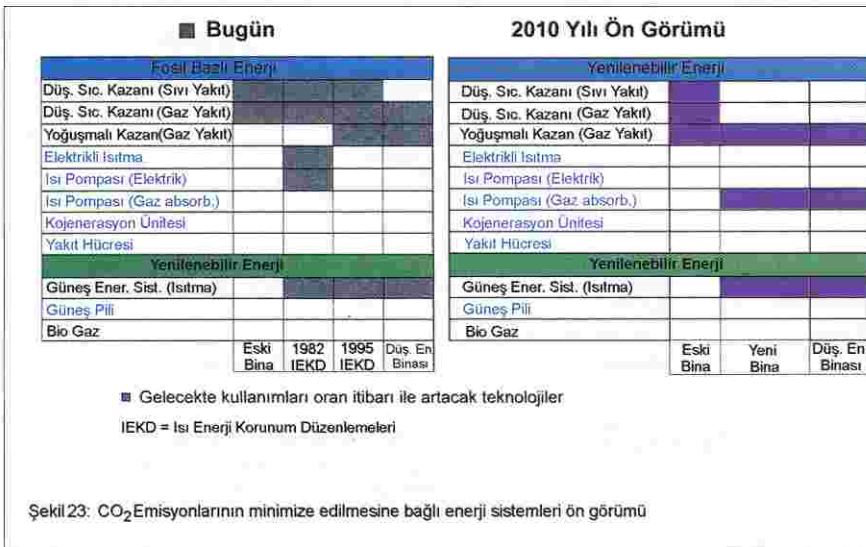 Bugün
Fosil Bazlı Enerji
Düş. Sıc. Kazanı (Sıvı Yakıt)
Düş. Sıc. Kazanı (Gaz Yakıt)
Yoğuşmalı Kazan(Gaz Yakıt)
Elektrikli Isıtma
Isı Pompası (Elektrik)
Isı Pompası (Gaz absorb.)
Kojenerasyon Ünitesi
Yakıt Hücresi
Yenilenebilir Enerji
Güneş Ener. Sist. (Isıtma)
Güneş Pili
Bio Gaz
Eski Bina
1982 IEKD
1995 IEKD
Düş. En. Binası
2010 Yılı Ön Görümü
Yenilenebilir Enerji
Düş. Sıc. Kazanı (Sıvı Yakıt)
Düş. Sıc. Kazanı (Gaz Yakıt)
Yoğuşmalı Kazan (Gaz Yakıt)
Elektrikli Isıtma
Isı Pompası (Elektrik)
Isı Pompası (Gaz absorb.)
Kojenerasyon Ünitesi
Yakıt Hücresi
Yenilenebilir Enerji
Güneş Ener. Sist. (Isıtma)
Güneş Pili
Bio Gaz
Eski Bina
Yeni Bina
Düş. En. Binası
Gelecekte kullanımları oran itibarı ile artacak teknolojiler
IEKD = Isı Enerji Korunum Düzenlemeleri
Şekil 23: CO2 Emisyonlarının minimize edilmesine bağlı enerji sistemleri ön görümü